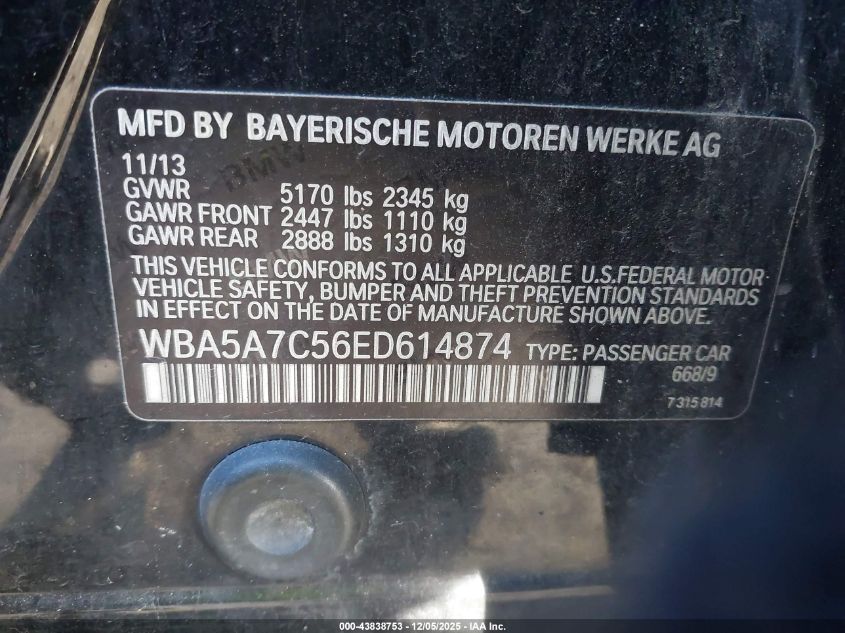 MFD BY BAYERISCHE MOTOREN WERKE AG
11/13
GVWR 5170 lbs 2345 kg
GAWR FRONT 2447 lbs 1110 kg
GAWR REAR 2888 lbs 1310 kg
THIS VEHICLE CONFORMS TO ALL APPLICABLE U.S.FEDERAL MOTOR
VEHICLE SAFETY, BUMPER AND THEFT PREVENTION STANDARDS
IN EFFECT ON THE DATE OF MANUFACTURE SHOWN ABOVE.
WBA5A7C56ED614874 TYPE: PASSENGER CAR
668/9
7 315 814
000-43838753 - 12/05/2025 - IAA Inc.